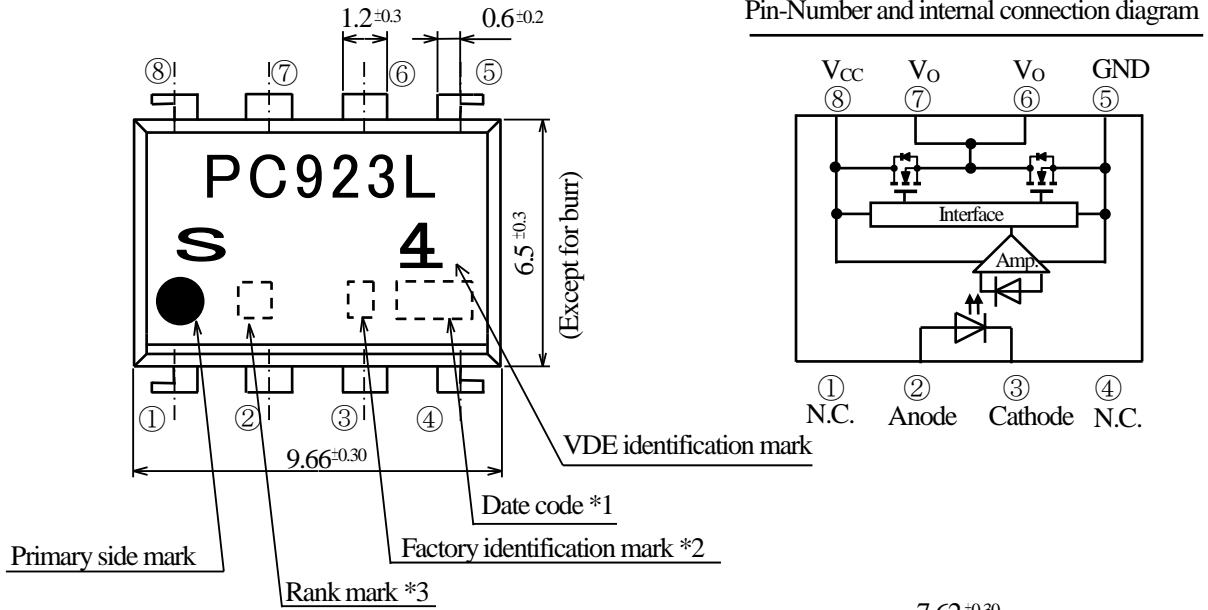 1.2±0.3
0.6±0.2
⑧ ⑦ ⑥ ⑤
PC923L
S 4
6.5±0.3
(Except for burr)
① ② ③ ④
9.66±0.30
VDE identification mark
Date code *1
Factory identification mark *2
Primary side mark
Rank mark *3
Pin-Number and internal connection diagram
VCC VO VO GND
⑧ ⑦ ⑥ ⑤
Interface
Amp.
① ② ③ ④
N.C. Anode Cathode N.C.
7.62±0.30